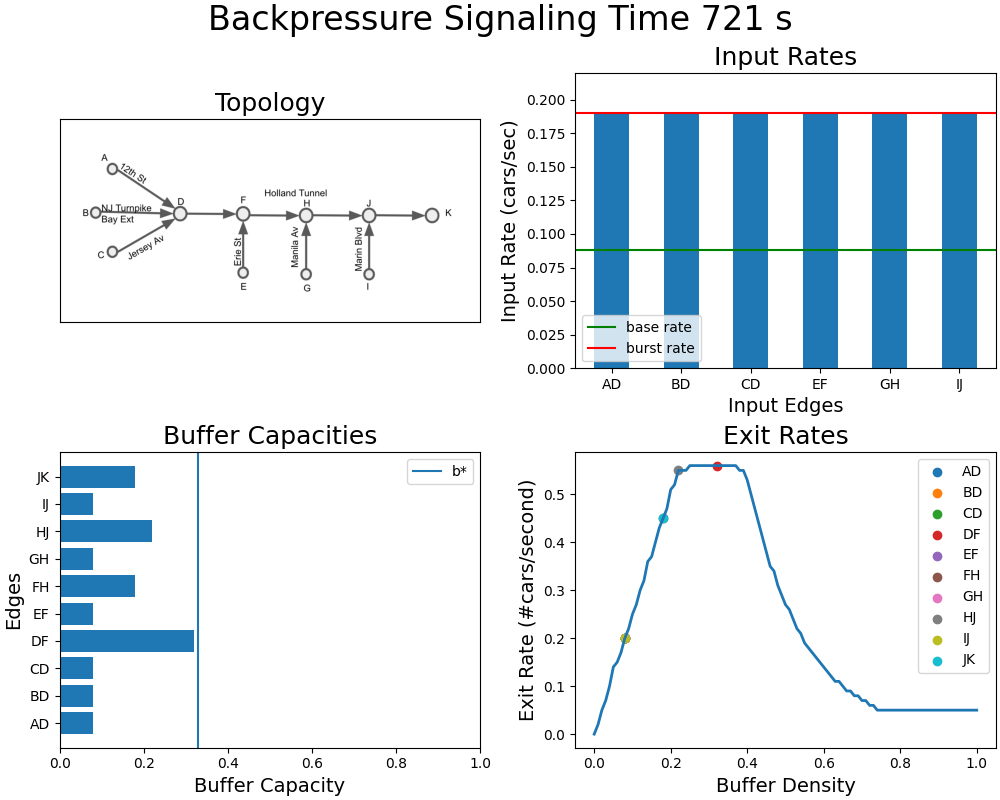 Backpressure Signaling Time 721 s
Topology
A
12th St
B
NJ Turnpike
Bay Ext
C
Jersey Av
D
F
Holland Tunnel
H
J
K
Erie St
Manila Av
Marin Blvd
E
G
I
Input Rates
Input Rate (cars/sec)
0.200
0.175
0.150
0.125
0.100
0.075
0.050
0.025
0.000
base rate
burst rate
AD BD CD EF GH IJ
Input Edges
Buffer Capacities
Edges
JK
IJ
HJ
GH
FH
EF
DF
CD
BD
AD
b*
0.0 0.2 0.4 0.6 0.8 1.0
Buffer Capacity
Exit Rates
Exit Rate (#cars/second)
0.5
0.4
0.3
0.2
0.1
0.0
AD
BD
CD
DF
EF
FH
GH
HJ
IJ
JK
0.0 0.2 0.4 0.6 0.8 1.0
Buffer Density